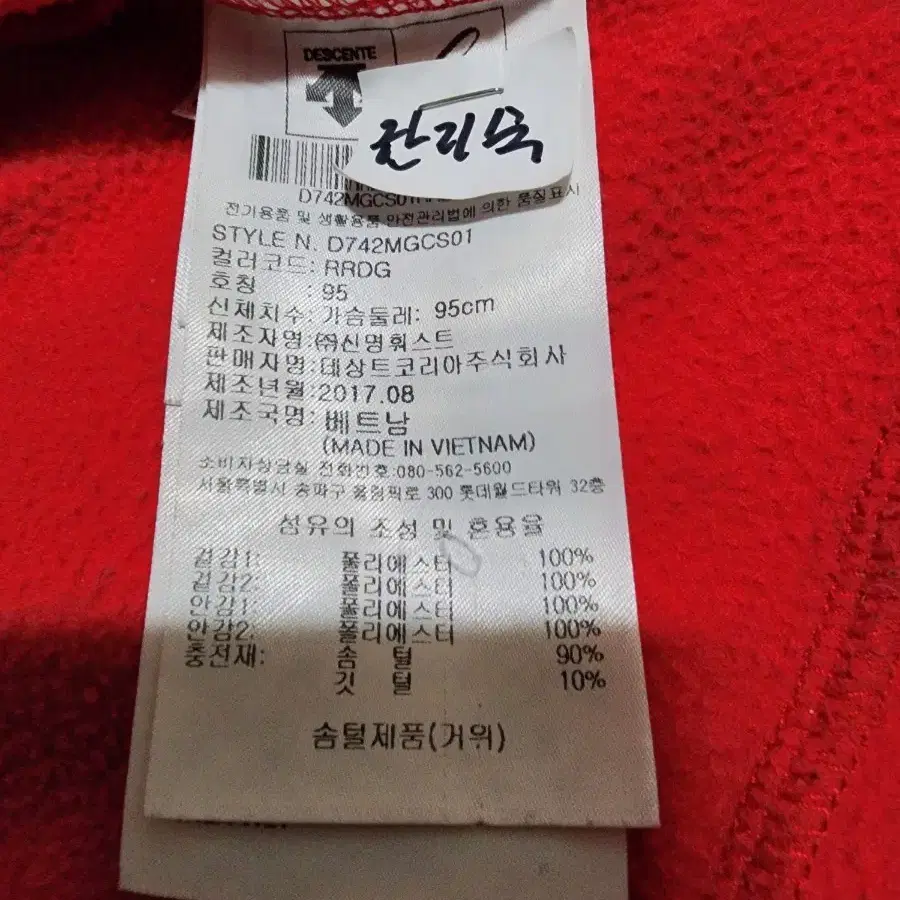 DESCENTE
관리쑥
D742MGCS01
전기용품 및 생활용품 안전관리법에 의한 품질표시
STYLE N. D742MGCS01
컬러코드: RRDG
호칭 : 95
신체치수: 가슴둘레: 95cm
제조자명:㈜신명훠스트
판매자명:데상트코리아주식회사
제조년월:2017.08
제조국명: 베트남
(MADE IN VIETNAM)
소비자상담실 전화번호:080-562-5600
서울특별시 송파구 올림픽로 300 롯데월드타워 32층
섬유의 조성 및 혼용율
겉감1: 폴리에스터 100%
겉감2: 폴리에스터 100%
안감1: 폴리에스터 100%
안감2: 폴리에스터 100%
충전재: 솜 털 90%
깃 털 10%
솜털제품(거위)